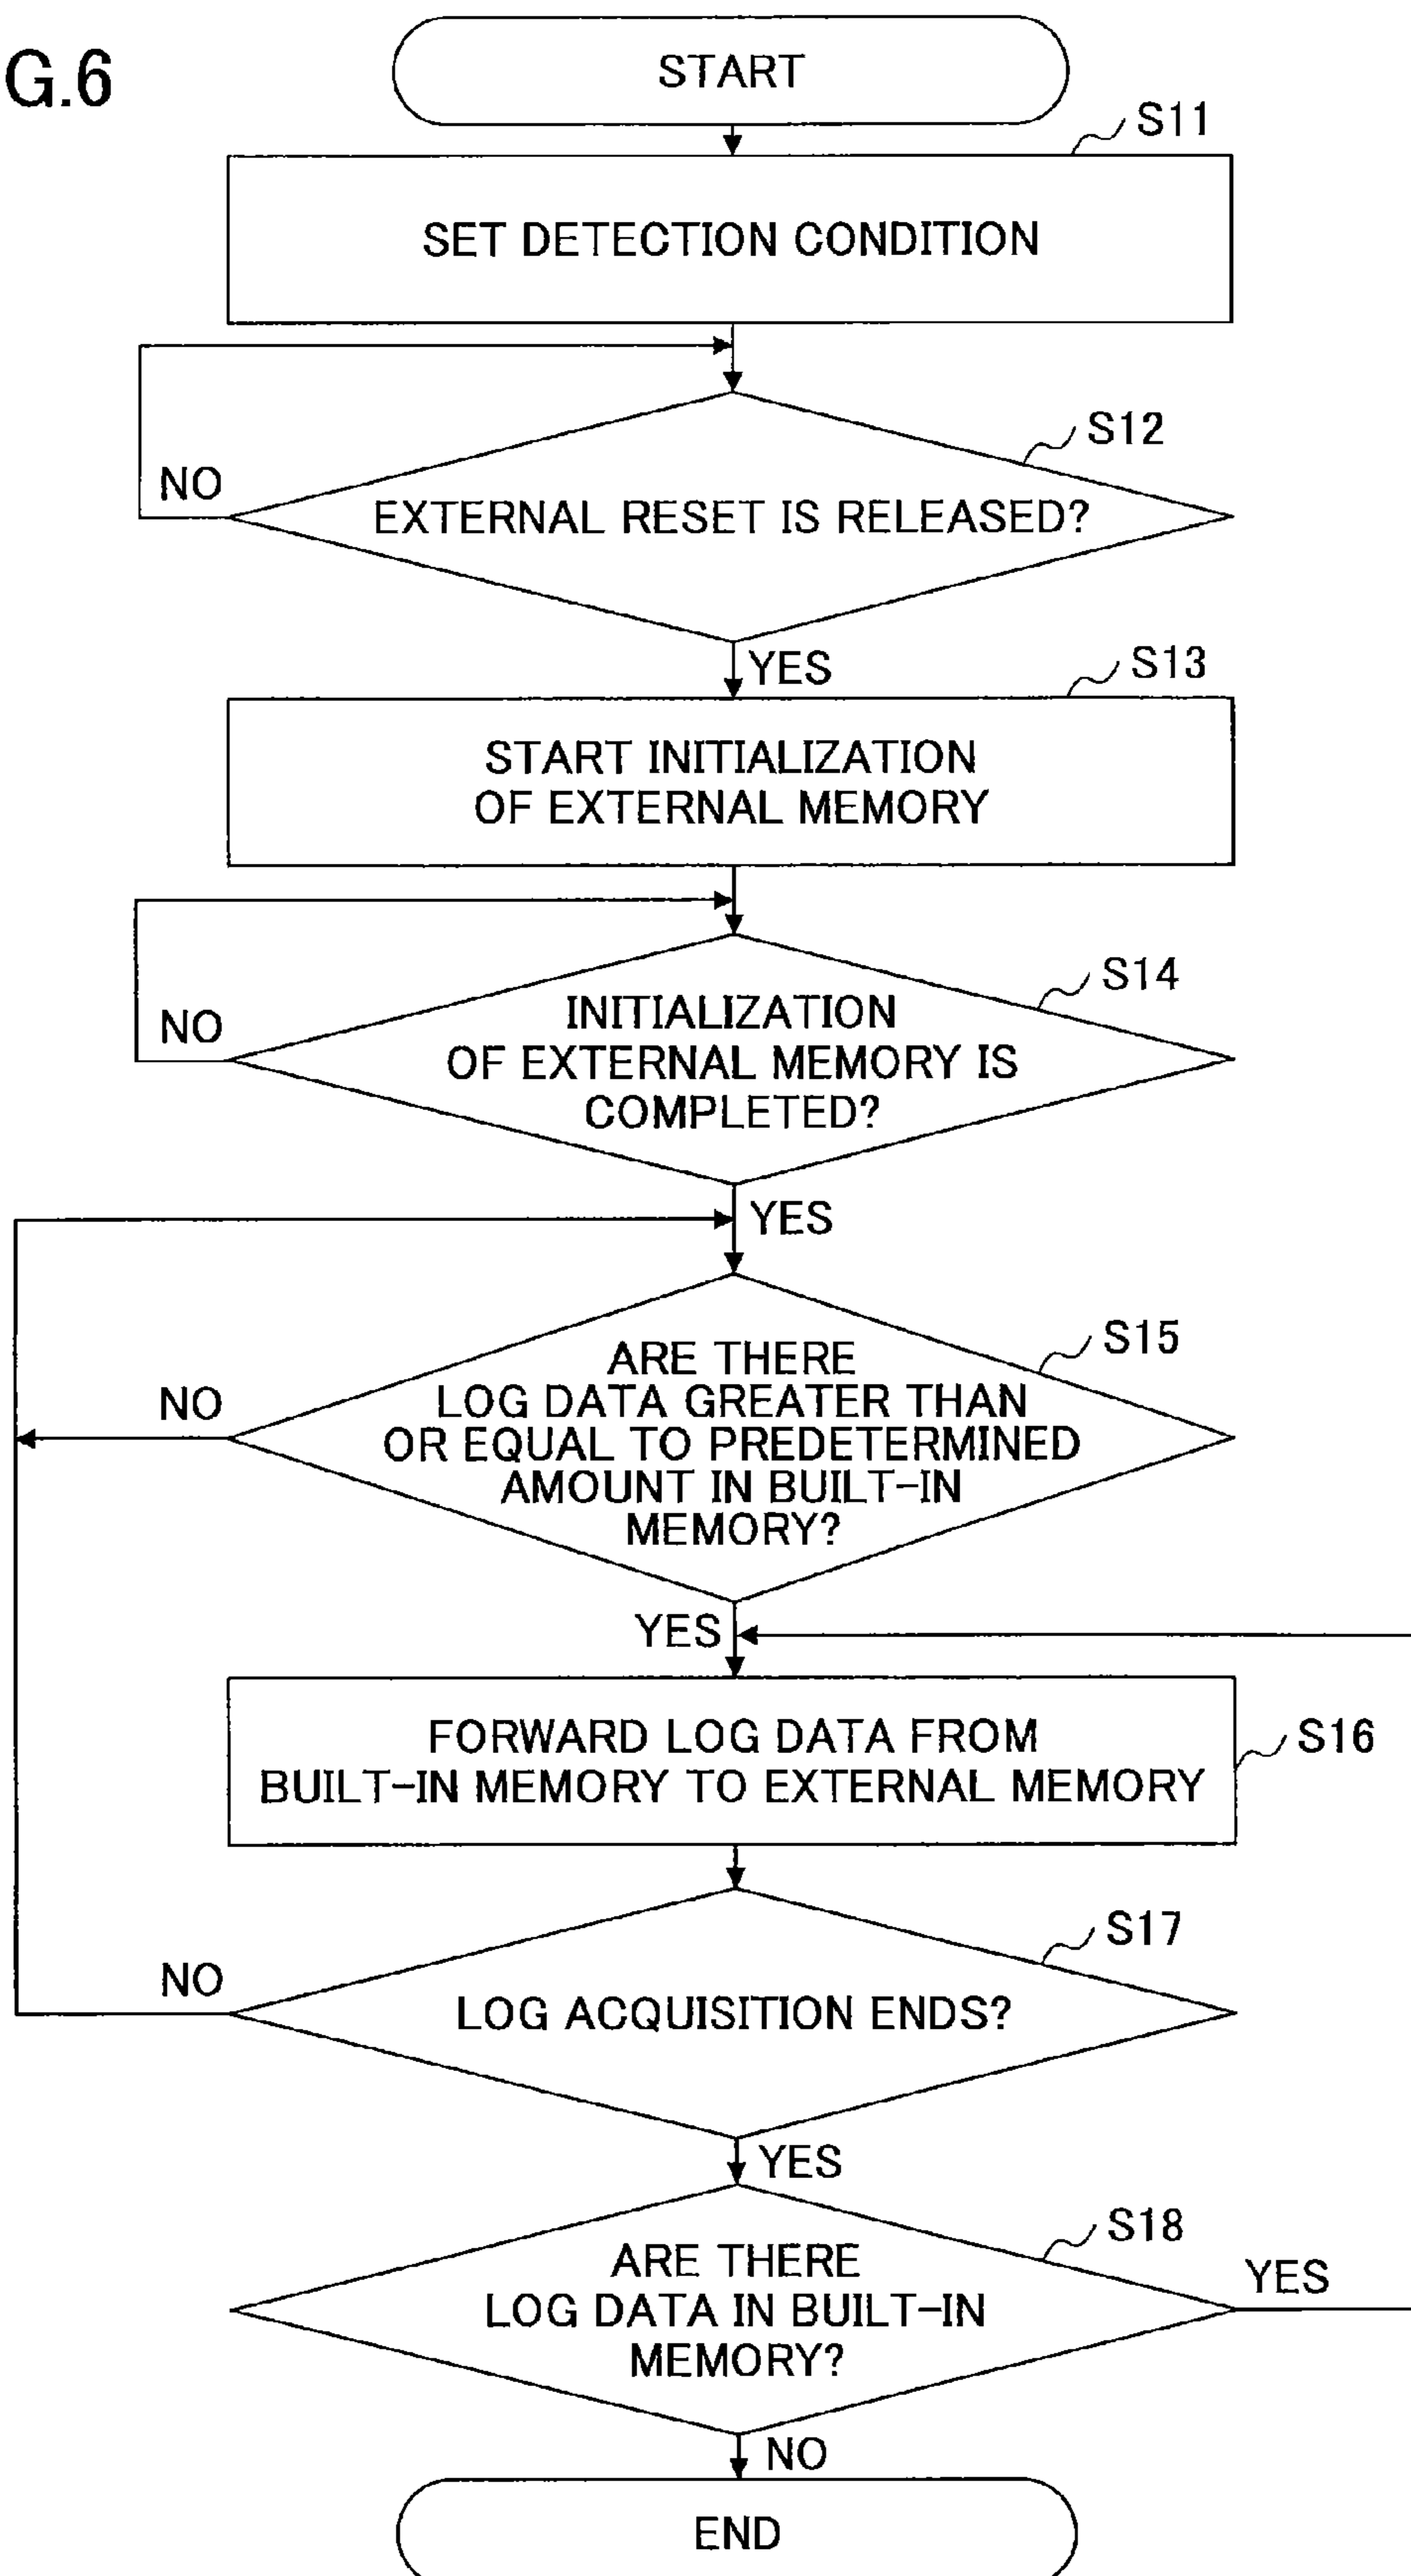 G.6
START
S11
SET DETECTION CONDITION
S12
NO
EXTERNAL RESET IS RELEASED?
YES
S13
START INITIALIZATION
OF EXTERNAL MEMORY
S14
NO
INITIALIZATION
OF EXTERNAL MEMORY IS
COMPLETED?
YES
S15
NO
ARE THERE
LOG DATA GREATER THAN
OR EQUAL TO PREDETERMINED
AMOUNT IN BUILT-IN
MEMORY?
YES
FORWARD LOG DATA FROM
BUILT-IN MEMORY TO EXTERNAL MEMORY
S16
S17
NO
LOG ACQUISITION ENDS?
YES
S18
ARE THERE
LOG DATA IN BUILT-IN
MEMORY?
YES
NO
END